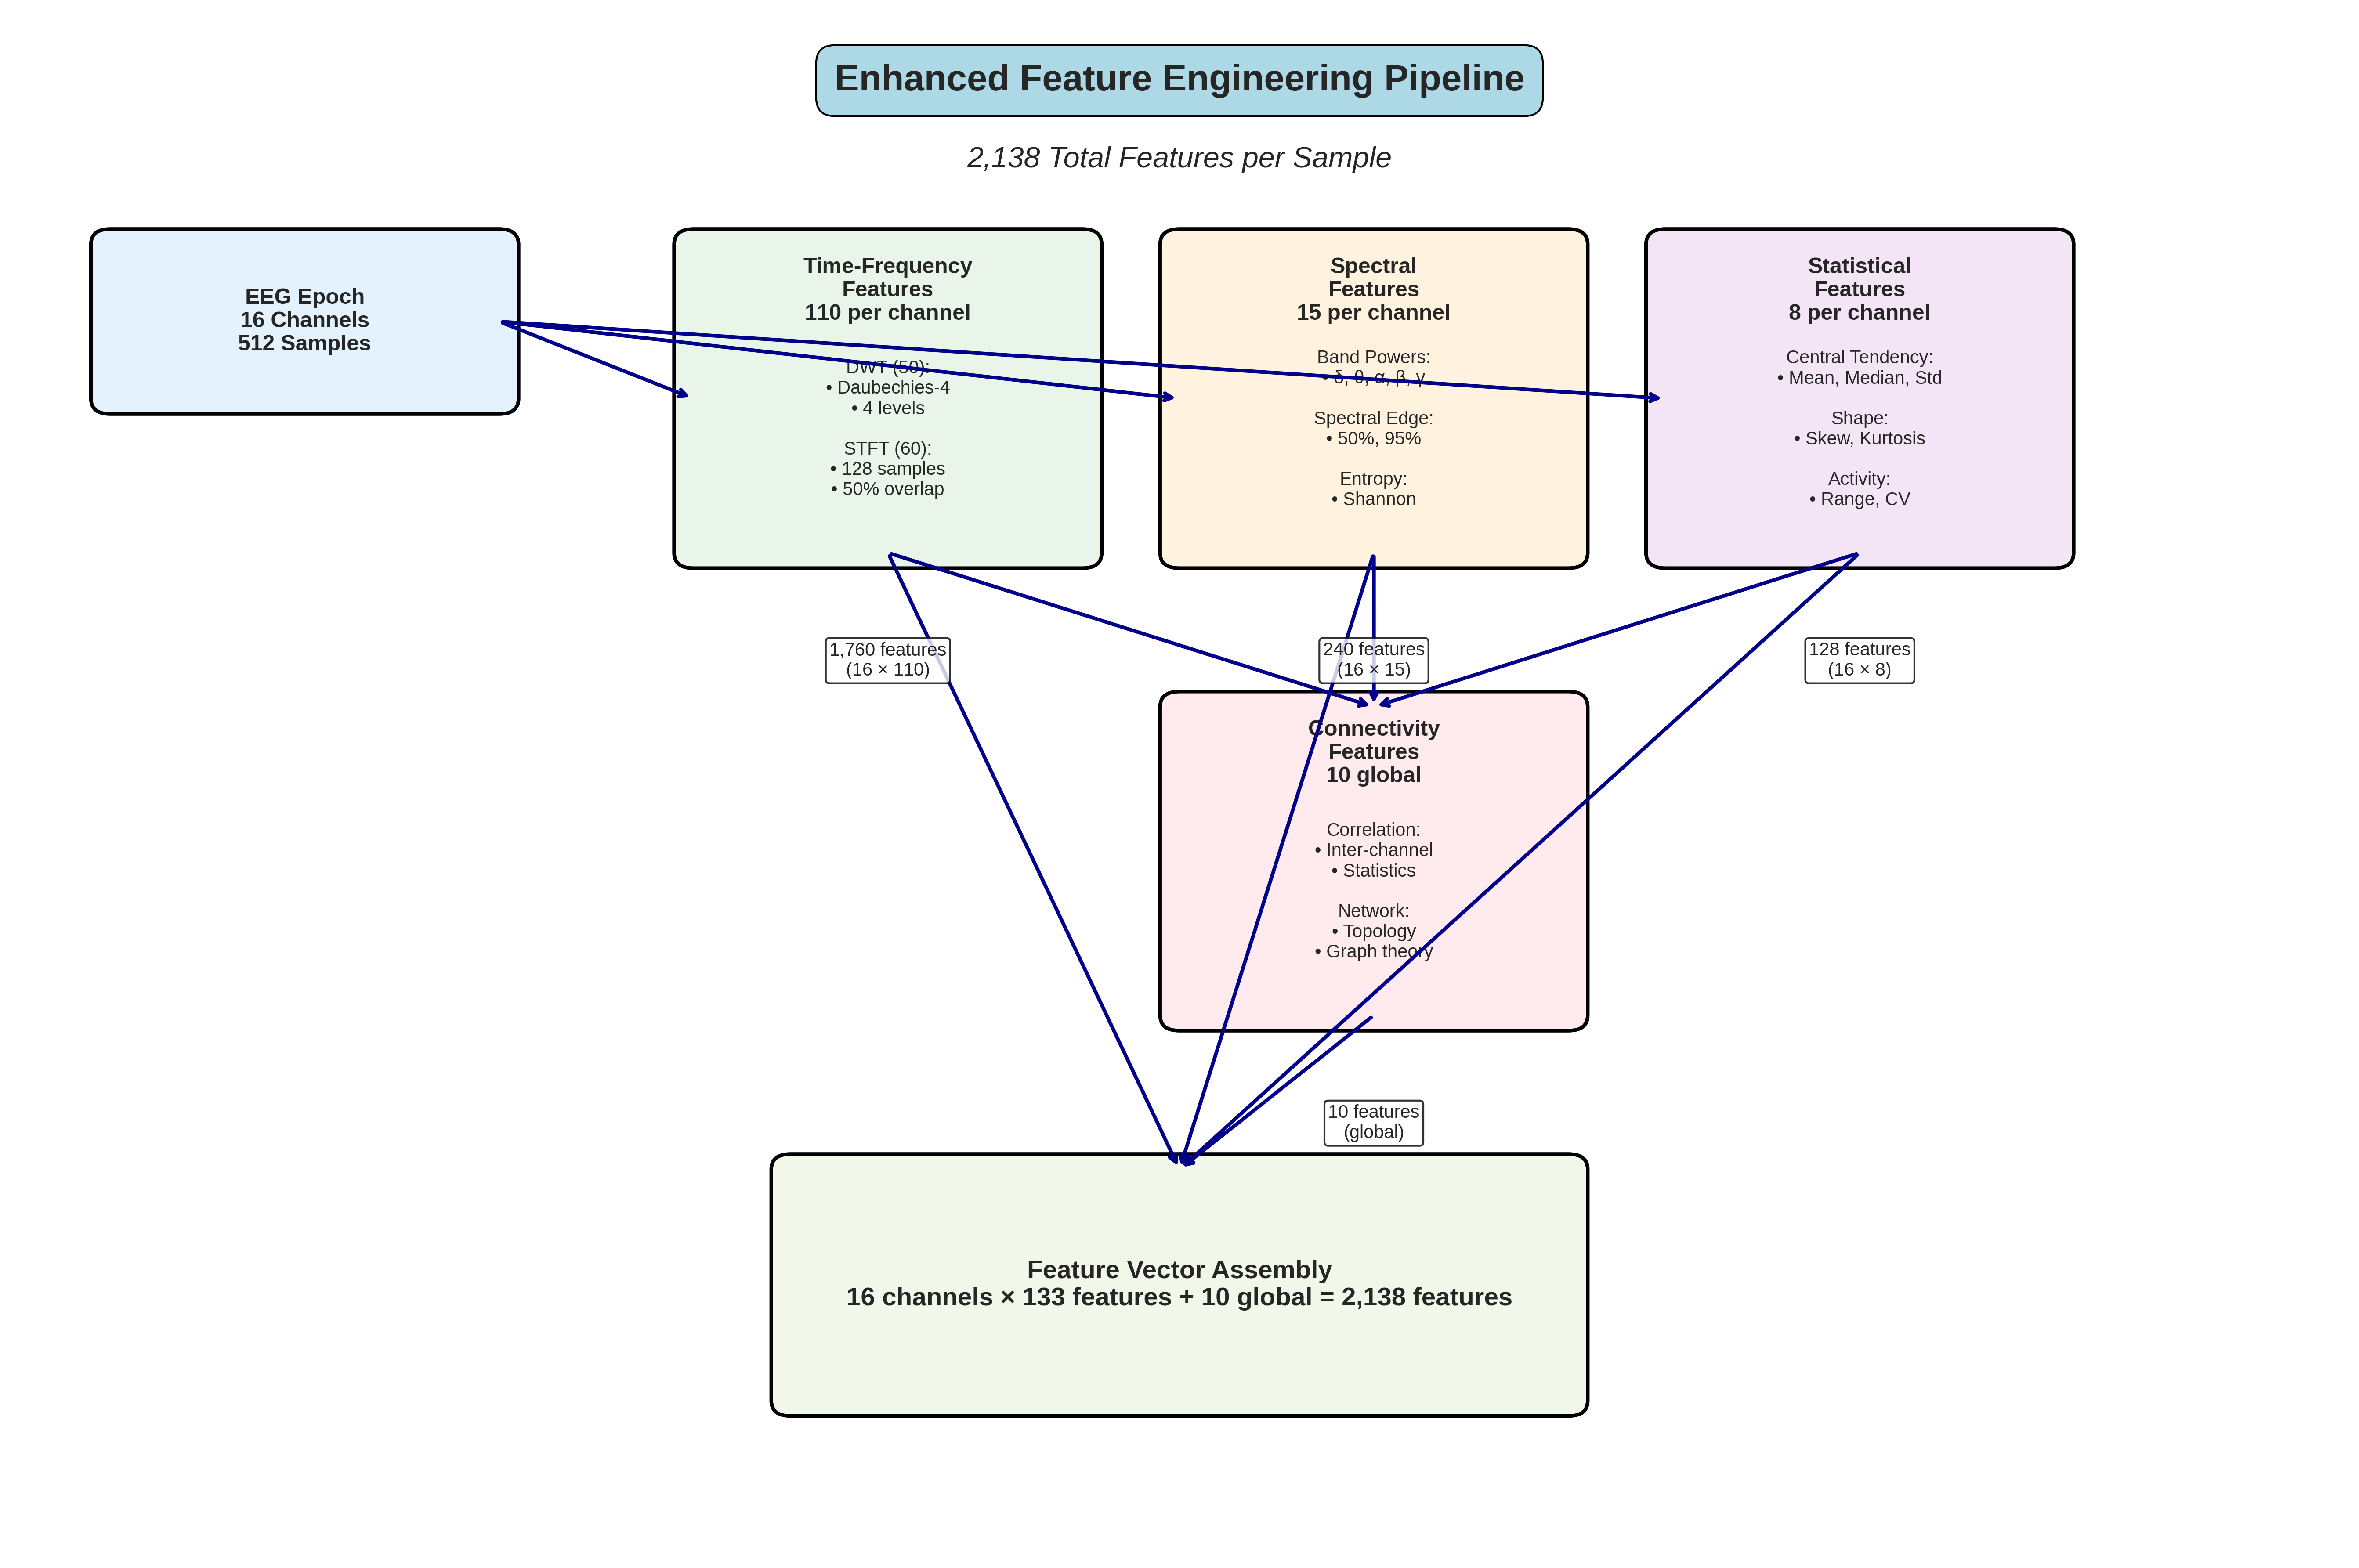 Enhanced Feature Engineering Pipeline
2,138 Total Features per Sample
EEG Epoch
16 Channels
512 Samples
Time-Frequency
Features
110 per channel
DWT (50):
• Daubechies-4
• 4 levels
STFT (60):
• 128 samples
• 50% overlap
Spectral
Features
15 per channel
Band Powers:
• δ, θ, α, β, γ
Spectral Edge:
• 50%, 95%
Entropy:
• Shannon
Statistical
Features
8 per channel
Central Tendency:
• Mean, Median, Std
Shape:
• Skew, Kurtosis
Activity:
• Range, CV
1,760 features
(16 × 110)
240 features
(16 × 15)
128 features
(16 × 8)
Connectivity
Features
10 global
Correlation:
• Inter-channel
• Statistics
Network:
• Topology
• Graph theory
10 features
(global)
Feature Vector Assembly
16 channels × 133 features + 10 global = 2,138 features